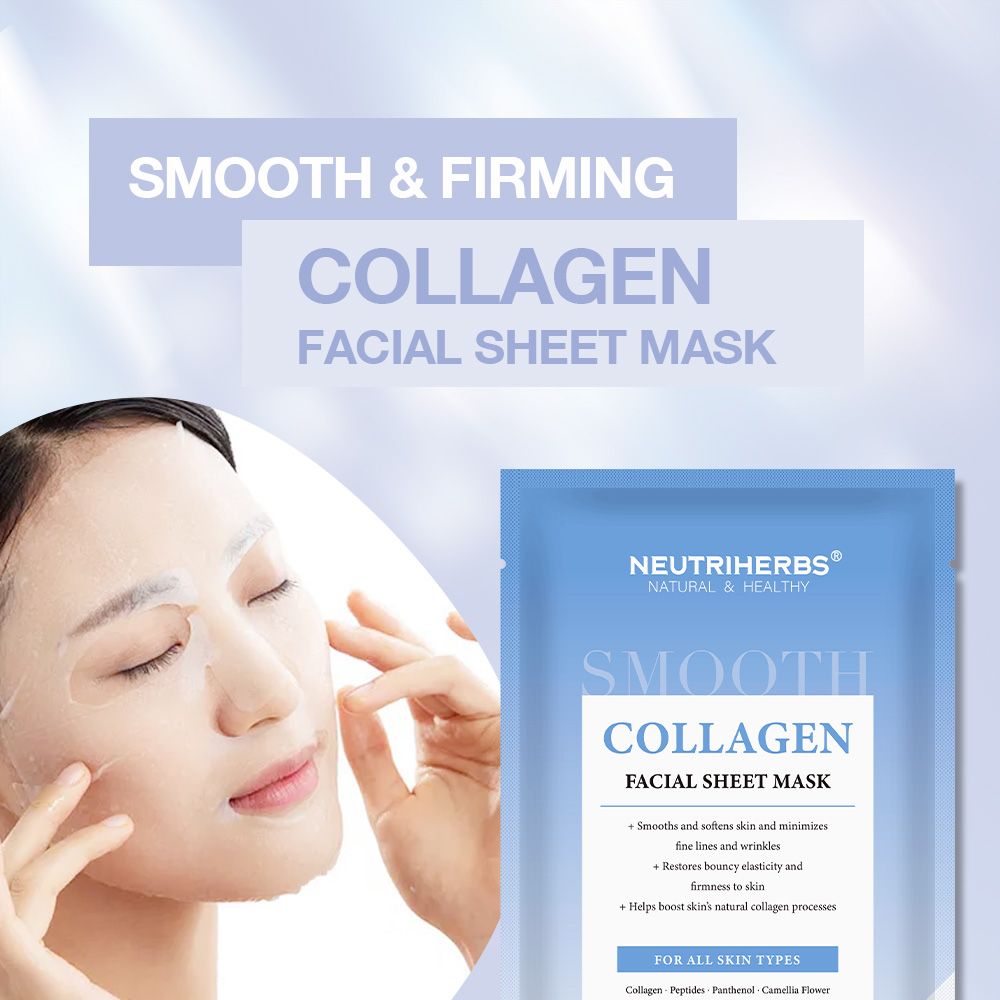 SMOOTH & FIRMING
COLLAGEN
FACIAL SHEET MASK
NEUTRIHERBS®
NATURAL & HEALTHY
SMOOTH
COLLAGEN
FACIAL SHEET MASK
+ Smooths and softens skin and minimizes
fine lines and wrinkles
+ Restores bouncy elasticity and
firmness to skin
+ Helps boost skin's natural collagen processes
FOR ALL SKIN TYPES
Collagen · Peptides · Panthenol · Camellia Flower